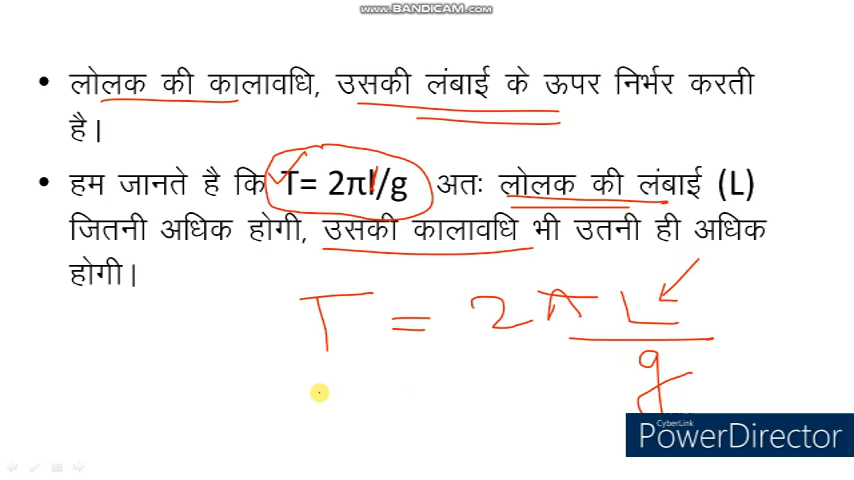 www.BANDICAM.com
• लोलक की कालावधि, उसकी लंबाई के ऊपर निर्भर करती
है।
• हम जानते है कि T= 2πl/g अतः लोलक की लंबाई (L)
जितनी अधिक होगी, उसकी कालावधि भी उतनी ही अधिक
होगी।
T = 2π L
g
CyberLink
PowerDirector